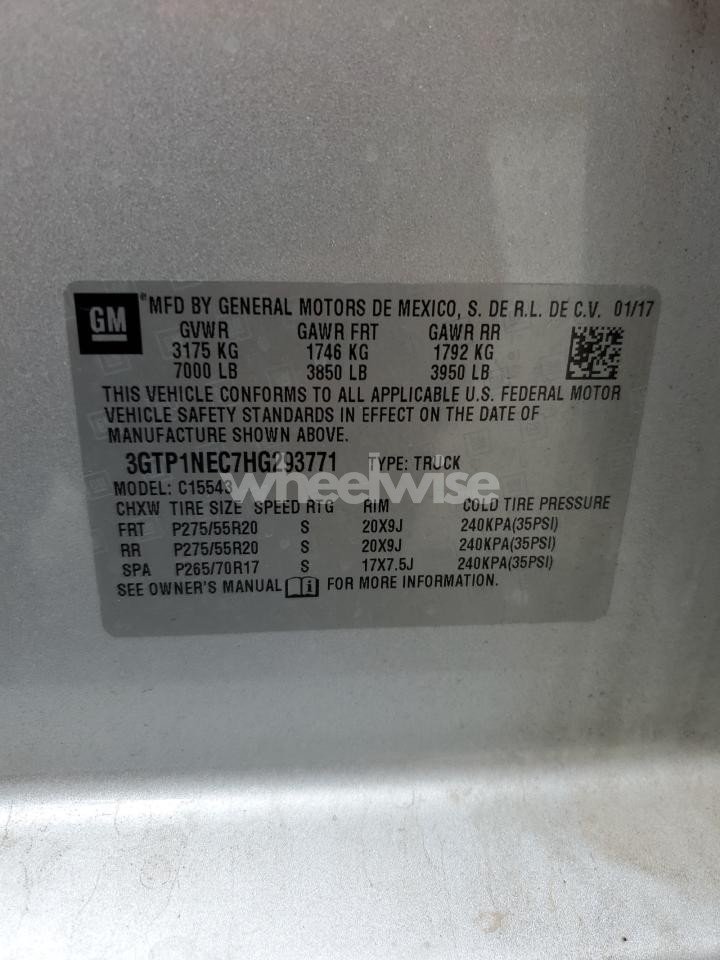 GM
MFD BY GENERAL MOTORS DE MEXICO, S. DE R.L. DE C.V. 01/17
GVWR GAWR FRT GAWR RR
3175 KG 1746 KG 1792 KG
7000 LB 3850 LB 3950 LB
THIS VEHICLE CONFORMS TO ALL APPLICABLE U.S. FEDERAL MOTOR
VEHICLE SAFETY STANDARDS IN EFFECT ON THE DATE OF
MANUFACTURE SHOWN ABOVE.
3GTP1NEC7HG293771 TYPE: TRUCK
MODEL: C15543
wheelwise
CHXW TIRE SIZE SPEED RTG RIM COLD TIRE PRESSURE
FRT P275/55R20 S 20X9J 240KPA(35PSI)
RR P275/55R20 S 20X9J 240KPA(35PSI)
SPA P265/70R17 S 17X7.5J 240KPA(35PSI)
SEE OWNER'S MANUAL FOR MORE INFORMATION.